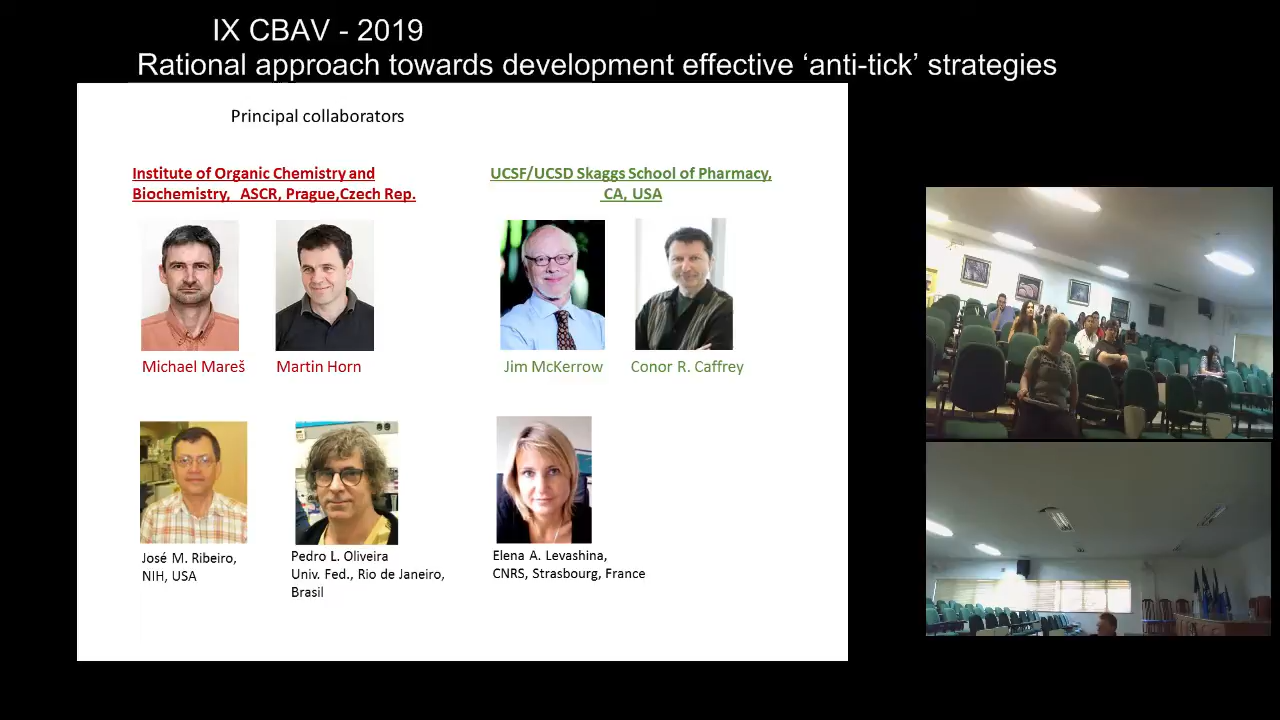 IX CBAV - 2019
Rational approach towards development effective ‘anti-tick’ strategies
Principal collaborators
Institute of Organic Chemistry and
Biochemistry, ASCR, Prague,Czech Rep.
UCSF/UCSD Skaggs School of Pharmacy,
CA, USA
Michael Mareš
Martin Horn
Jim McKerrow
Conor R. Caffrey
José M. Ribeiro,
NIH, USA
Pedro L. Oliveira
Univ. Fed., Rio de Janeiro,
Brasil
Elena A. Levashina,
CNRS, Strasbourg, France